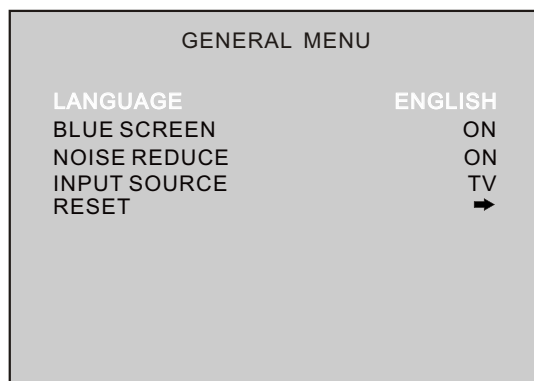 GENERAL MENU
LANGUAGE ENGLISH
BLUE SCREEN ON
NOISE REDUCE ON
INPUT SOURCE TV
RESET ➡